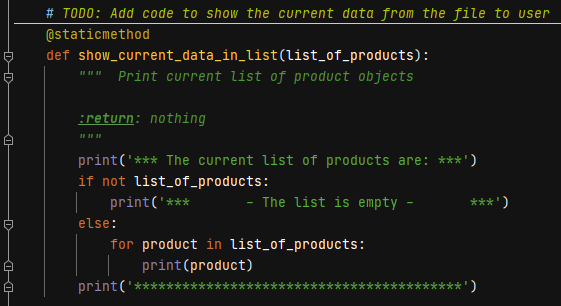 # TODO: Add code to show the current data from the file to user
@staticmethod
def show_current_data_in_list(list_of_products):
""" Print current list of product objects
:return: nothing
"""
print('*** The current list of products are: ***')
if not list_of_products:
print('***       - The list is empty -       ***')
else:
for product in list_of_products:
print(product)
print('*****************************************')